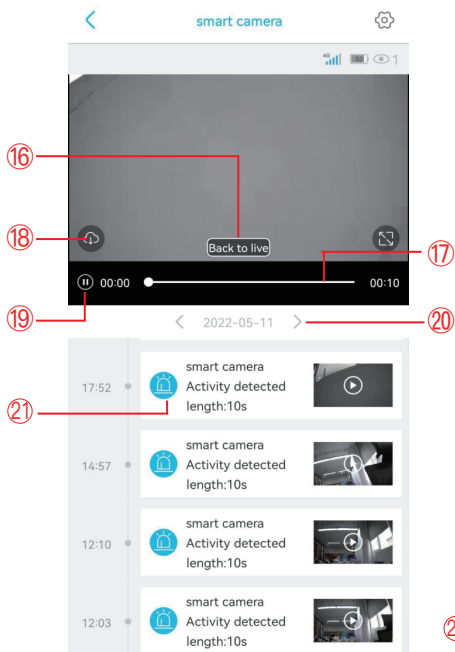 smart camera
4G
1
⑯
⑱
Back to live
⑰
00:00
00:10
⑲
2022-05-11
⑳
smart camera
17:52
Activity detected
length:10s
㉑
smart camera
14:57
Activity detected
length:10s
smart camera
12:10
Activity detected
length:10s
smart camera
12:03
Activity detected
length:10s